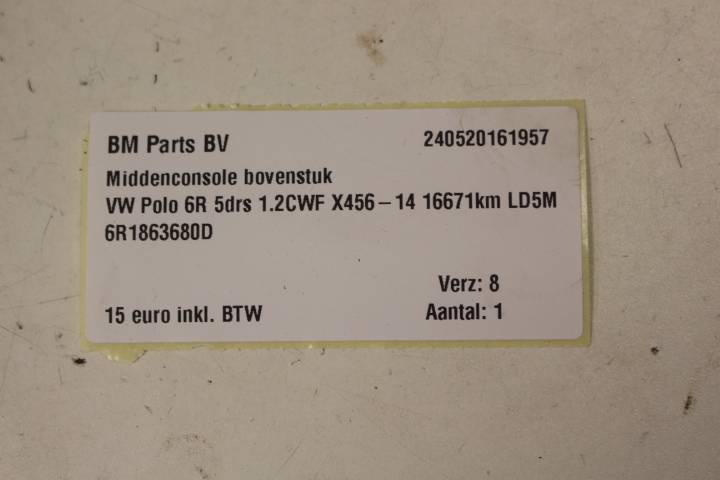 BM Parts BV 240520161957
Middenconsole bovenstuk
VW Polo 6R 5drs 1.2CWF X456-14 16671km LD5M
6R1863680D
Verz: 8
15 euro inkl. BTW Aantal: 1